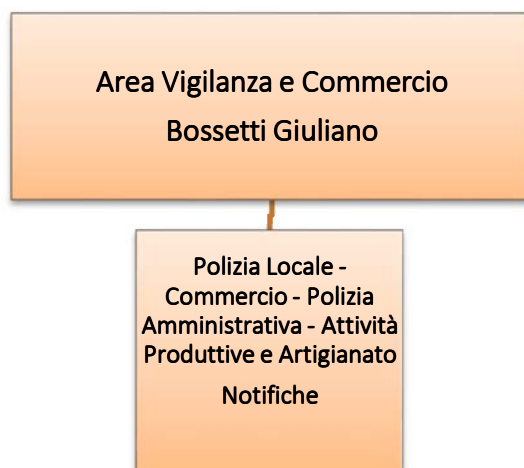 Area Vigilanza e Commercio
Bossetti Giuliano
Polizia Locale -
Commercio - Polizia
Amministrativa - Attività
Produttive e Artigianato
Notifiche